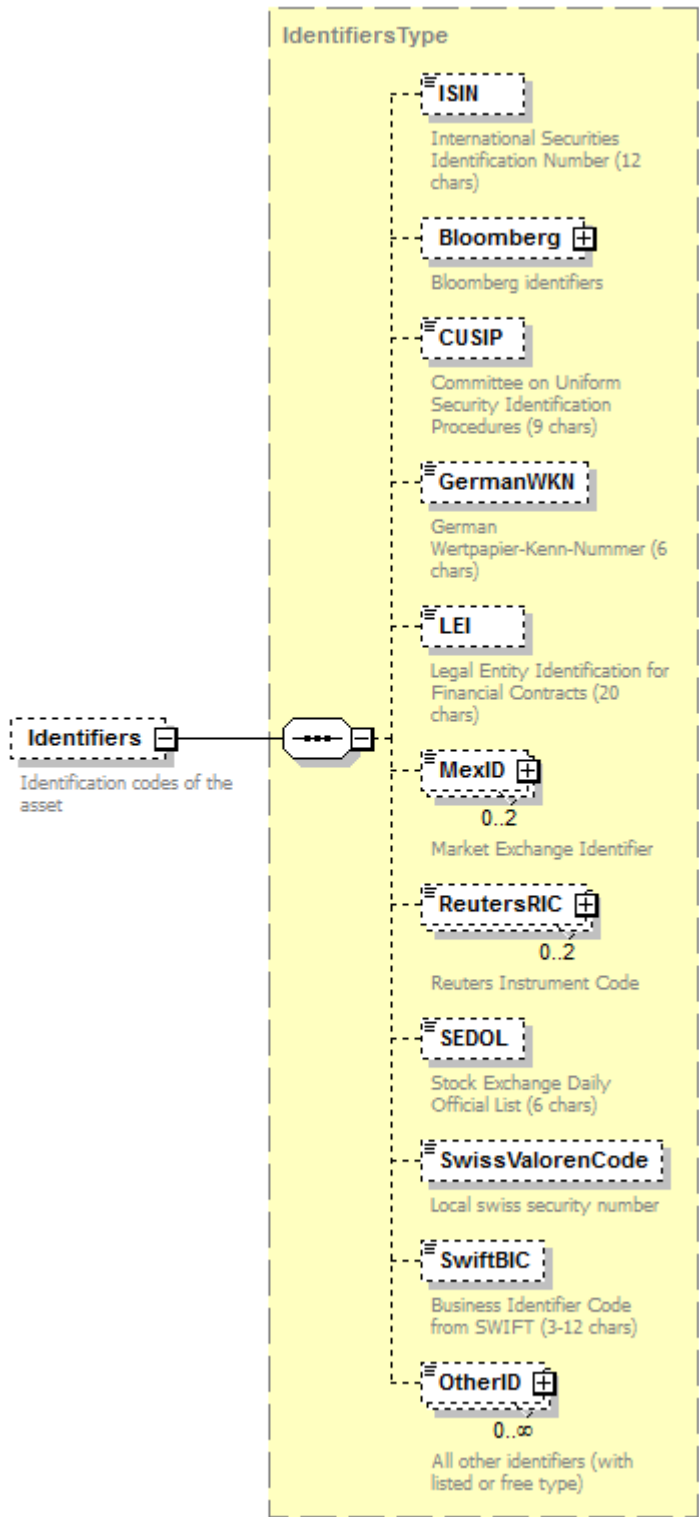 IdentifiersType
ISIN
International Securities
Identification Number (12
chars)
Bloomberg
Bloomberg identifiers
CUSIP
Committee on Uniform
Security Identification
Procedures (9 chars)
GermanWKN
German
Wertpapier-Kenn-Nummer (6
chars)
LEI
Legal Entity Identification for
Financial Contracts (20
chars)
Identifiers
Identification codes of the
asset
MexID
0..2
Market Exchange Identifier
ReutersRIC
0..2
Reuters Instrument Code
SEDOL
Stock Exchange Daily
Official List (6 chars)
SwissValorenCode
Local swiss security number
SwiftBIC
Business Identifier Code
from SWIFT (3-12 chars)
OtherID
0..∞
All other identifiers (with
listed or free type)